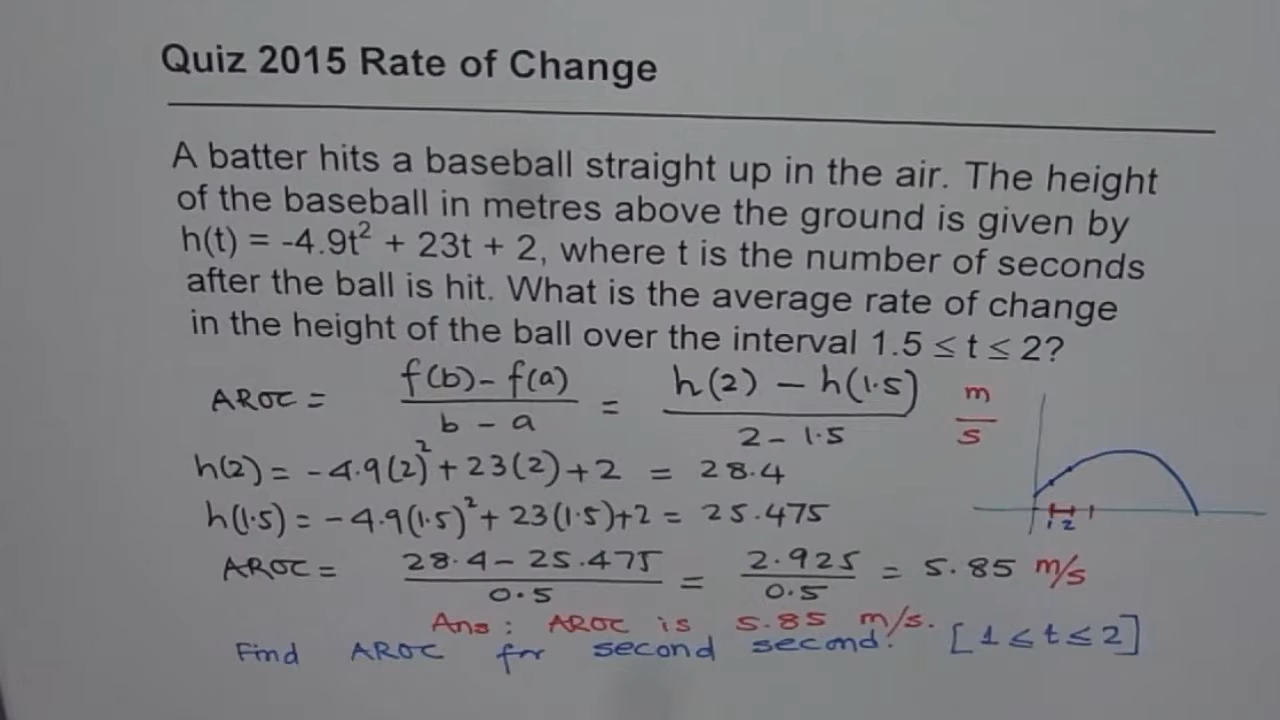 Quiz 2015 Rate of Change
A batter hits a baseball straight up in the air. The height
of the baseball in metres above the ground is given by
h(t) = -4.9t² + 23t + 2, where t is the number of seconds
after the ball is hit. What is the average rate of change
in the height of the ball over the interval 1.5 ≤ t ≤ 2?
AROC = f(b) - f(a) / b - a = h(2) - h(1.5) / 2 - 1.5 m/s
h(2) = -4.9(2)² + 23(2) + 2 = 28.4
h(1.5) = -4.9(1.5)² + 23(1.5)+2 = 25.475
1 2
AROC = 28.4 - 25.475 / 0.5 = 2.925 / 0.5 = 5.85 m/s
Ans : AROC is 5.85 m/s.
Find AROC for second second. [1 ≤ t ≤ 2]